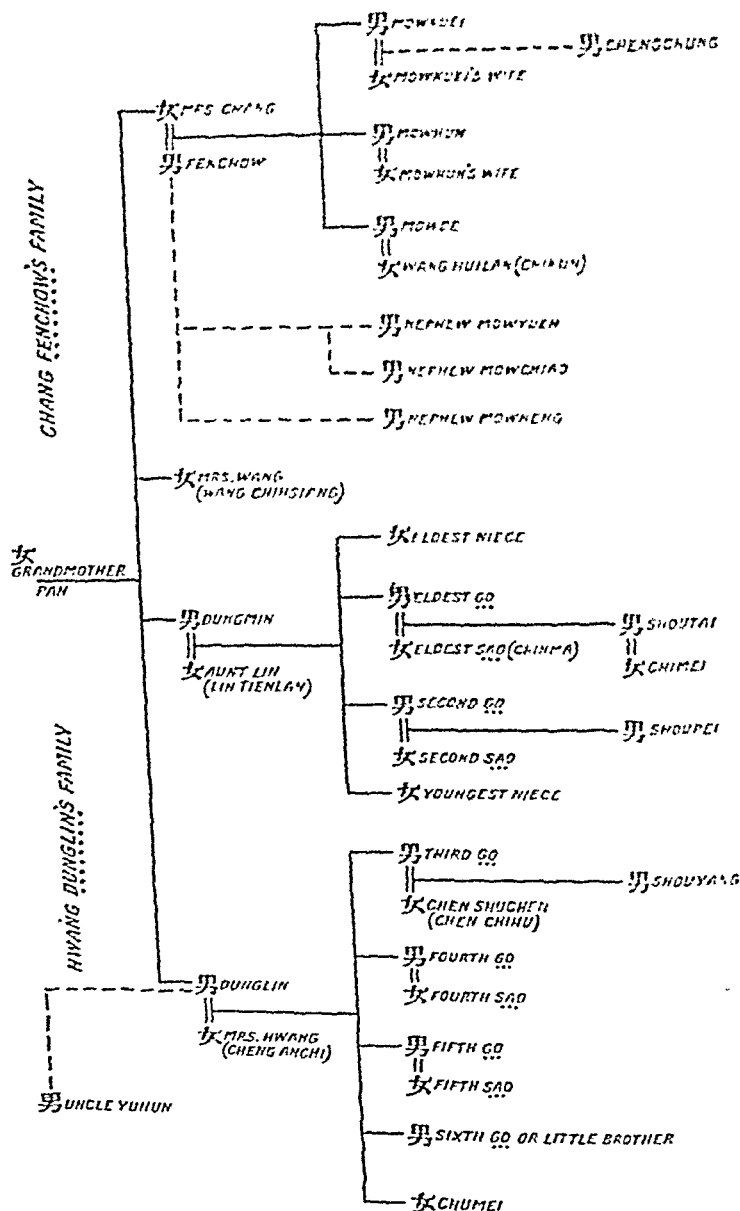 男 MOWKUEI
男 CHENGCHUNG
女 MOWKUEI'S WIFE
女 MRS. CHANG
男 FENCHOW
男 MOWHUN
女 MOWHUN'S WIFE
男 MOWDE
女 WANG HUILAN (CHIKUN)
男 NEPHEW MOWYUEN
男 NEPHEW MOWCHIAO
男 NEPHEW MOWHENG
CHANG FENCHOW'S FAMILY
女 MRS. WANG
(WANG CHIHSIANG)
女
GRANDMOTHER
PAN
女 ELDEST NIECE
男 DUNGMIN
女 AUNT LIN
(LIN TIENLAN)
男 ELDEST GO
女 ELDEST SAO (CHINMA)
男 SHOUTAI
女 CHIMEI
男 SECOND GO
女 SECOND SAO
男 SHOUPEI
女 YOUNGEST NIECE
HWANG DUNGLIN'S FAMILY
男 THIRD GO
女 CHEN SHUCHEN
(CHEN CHIHU)
男 SHOUYANG
男 DUNGLIN
女 MRS. HWANG
(CHENG ANCHI)
男 FOURTH GO
女 FOURTH SAO
男 FIFTH GO
女 FIFTH SAO
男 UNCLE YUHUN
男 SIXTH GO OR LITTLE BROTHER
女 CHUMEI